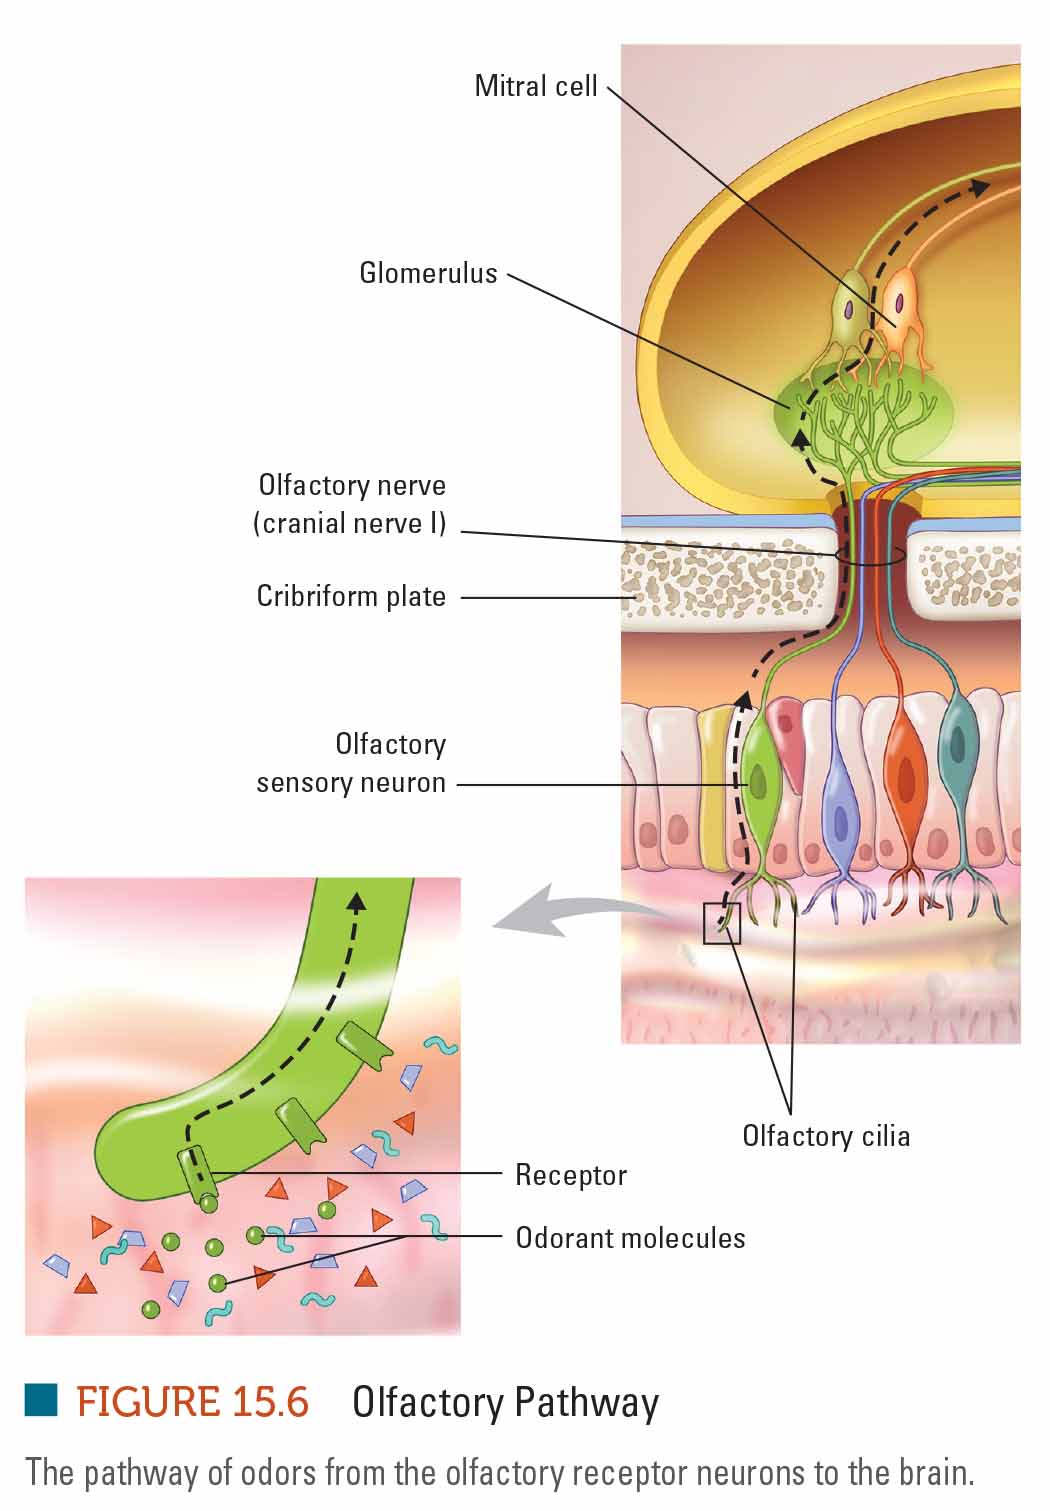 Mitral cell
Glomerulus
Olfactory nerve
(cranial nerve I)
Cribriform plate
Olfactory
sensory neuron
Olfactory cilia
Receptor
Odorant molecules
FIGURE 15.6 Olfactory Pathway
The pathway of odors from the olfactory receptor neurons to the brain.